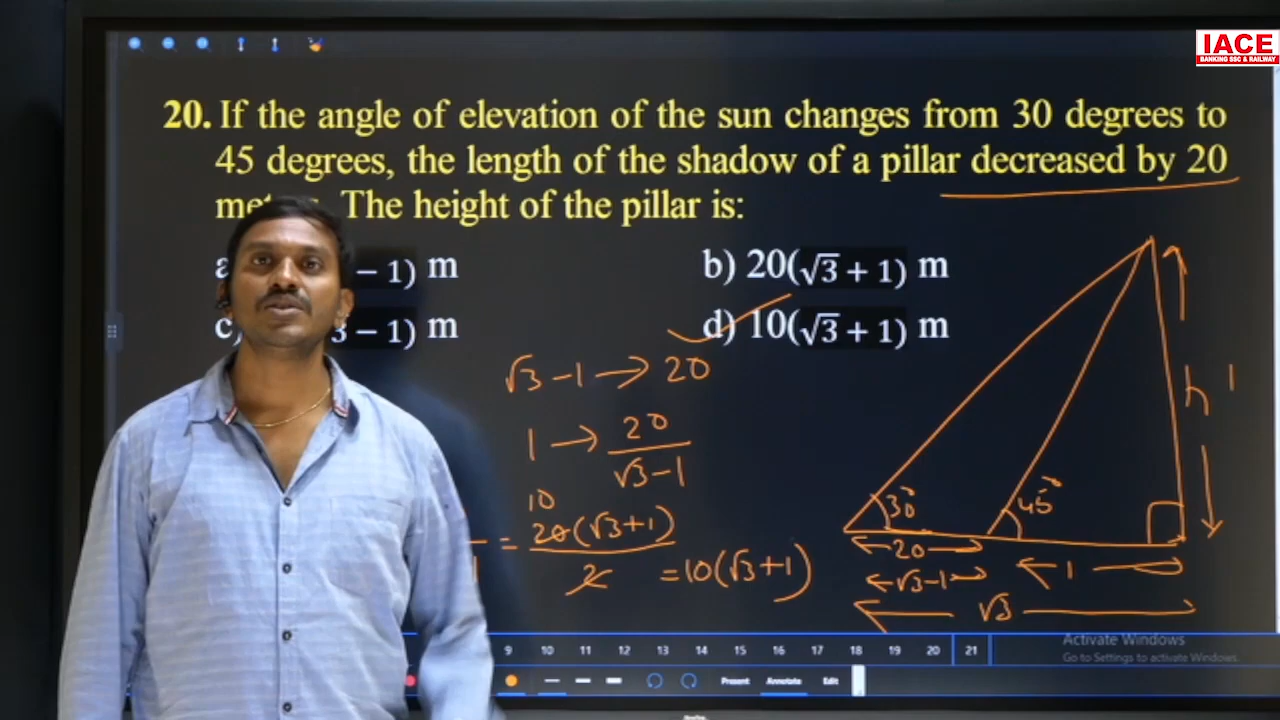 IACE
BANKING SSC & RAILWAY
20. If the angle of elevation of the sun changes from 30 degrees to
45 degrees, the length of the shadow of a pillar decreased by 20
The height of the pillar is:
− 1) m
b) 20(√3 + 1) m
3 − 1) m
d) 10(√3 + 1) m
√3 − 1 → 20
1 → 20
√3 − 1
10
= 20(√3 + 1)
2
= 10(√3 + 1)
h 1
30°
45°
20
√3 − 1
1
√3
9 10 11 12 13 14 15 16 17 18 19 20 21
Activate Windows
Go to Settings to activate Windows.
Present Annotate Edit